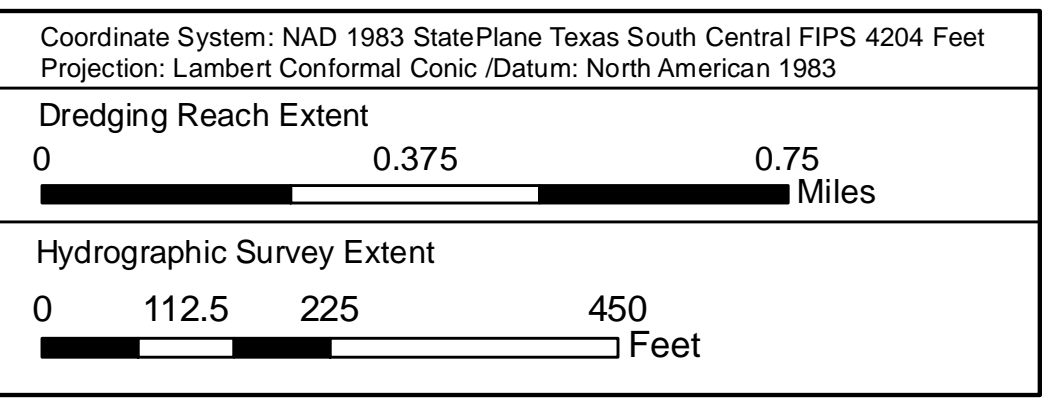 Coordinate System: NAD 1983 StatePlane Texas South Central FIPS 4204 Feet
Projection: Lambert Conformal Conic /Datum: North American 1983
Dredging Reach Extent
0 0.375 0.75
Miles
Hydrographic Survey Extent
0 112.5 225 450
Feet